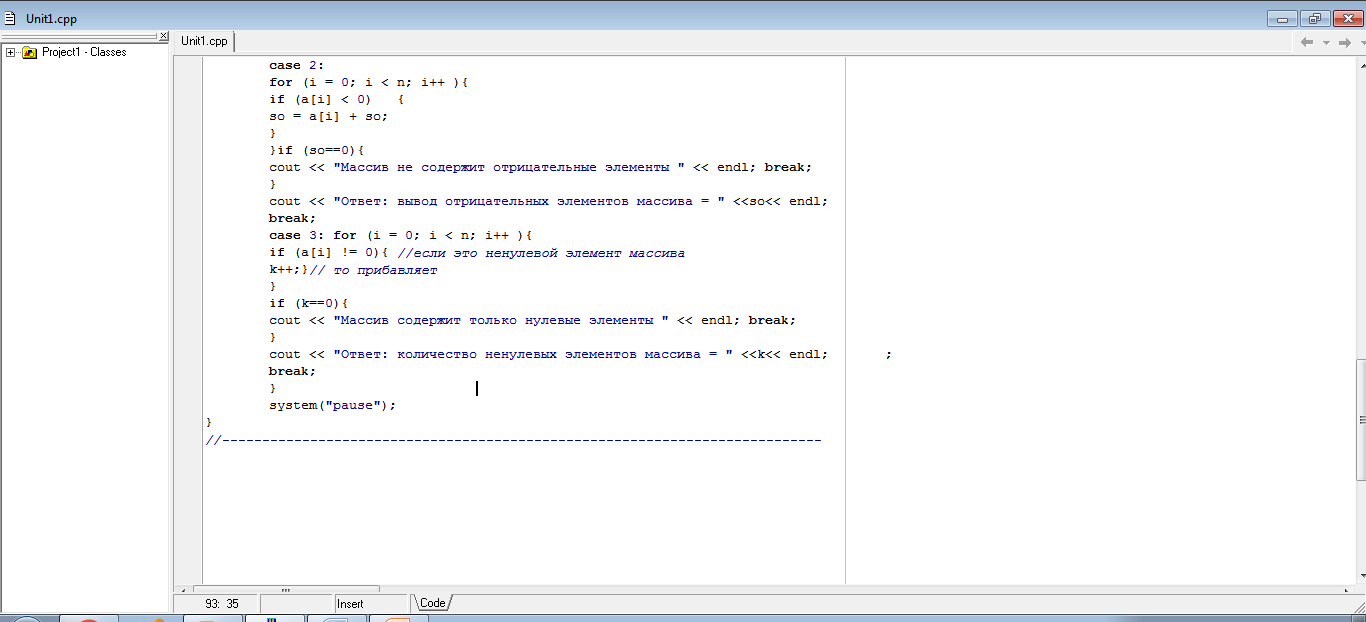 Unit1.cpp
Project1 - Classes
Unit1.cpp
case 2:
for (i = 0; i < n; i++ ){
if (a[i] < 0)   {
so = a[i] + so;
}
}if (so==0){
cout << "Массив не содержит отрицательные элементы " << endl; break;
}
cout << "Ответ: вывод отрицательных элементов массива = " <<so<< endl;
break;
case 3: for (i = 0; i < n; i++ ){
if (a[i] != 0){ //если это ненулевой элемент массива
k++;}// то прибавляет
}
if (k==0){
cout << "Массив содержит только нулевые элементы " << endl; break;
}
cout << "Ответ: количество ненулевых элементов массива = " <<k<< endl;       ;
break;
}
system("pause");
}
//---------------------------------------------------------------------------
93: 35
Insert
Code